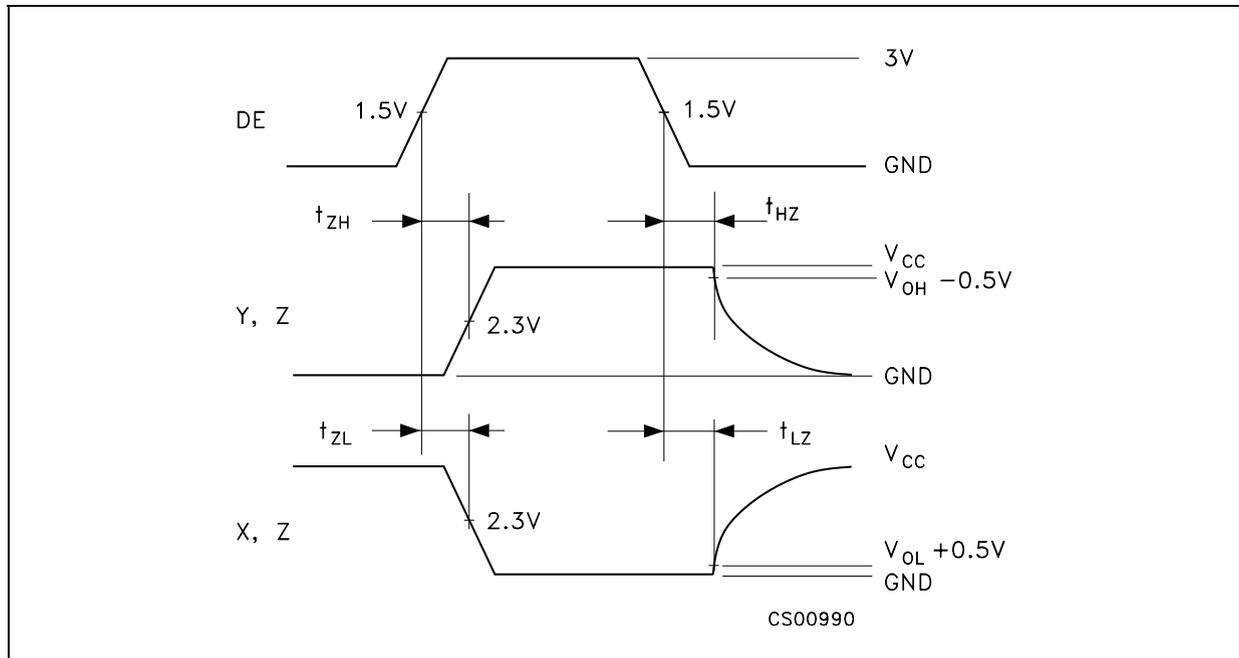 3V
1.5V
1.5V
DE
GND
tZH
tHZ
VCC
VOH −0.5V
Y, Z
2.3V
GND
tZL
tLZ
VCC
2.3V
X, Z
VOL +0.5V
GND
CS00990